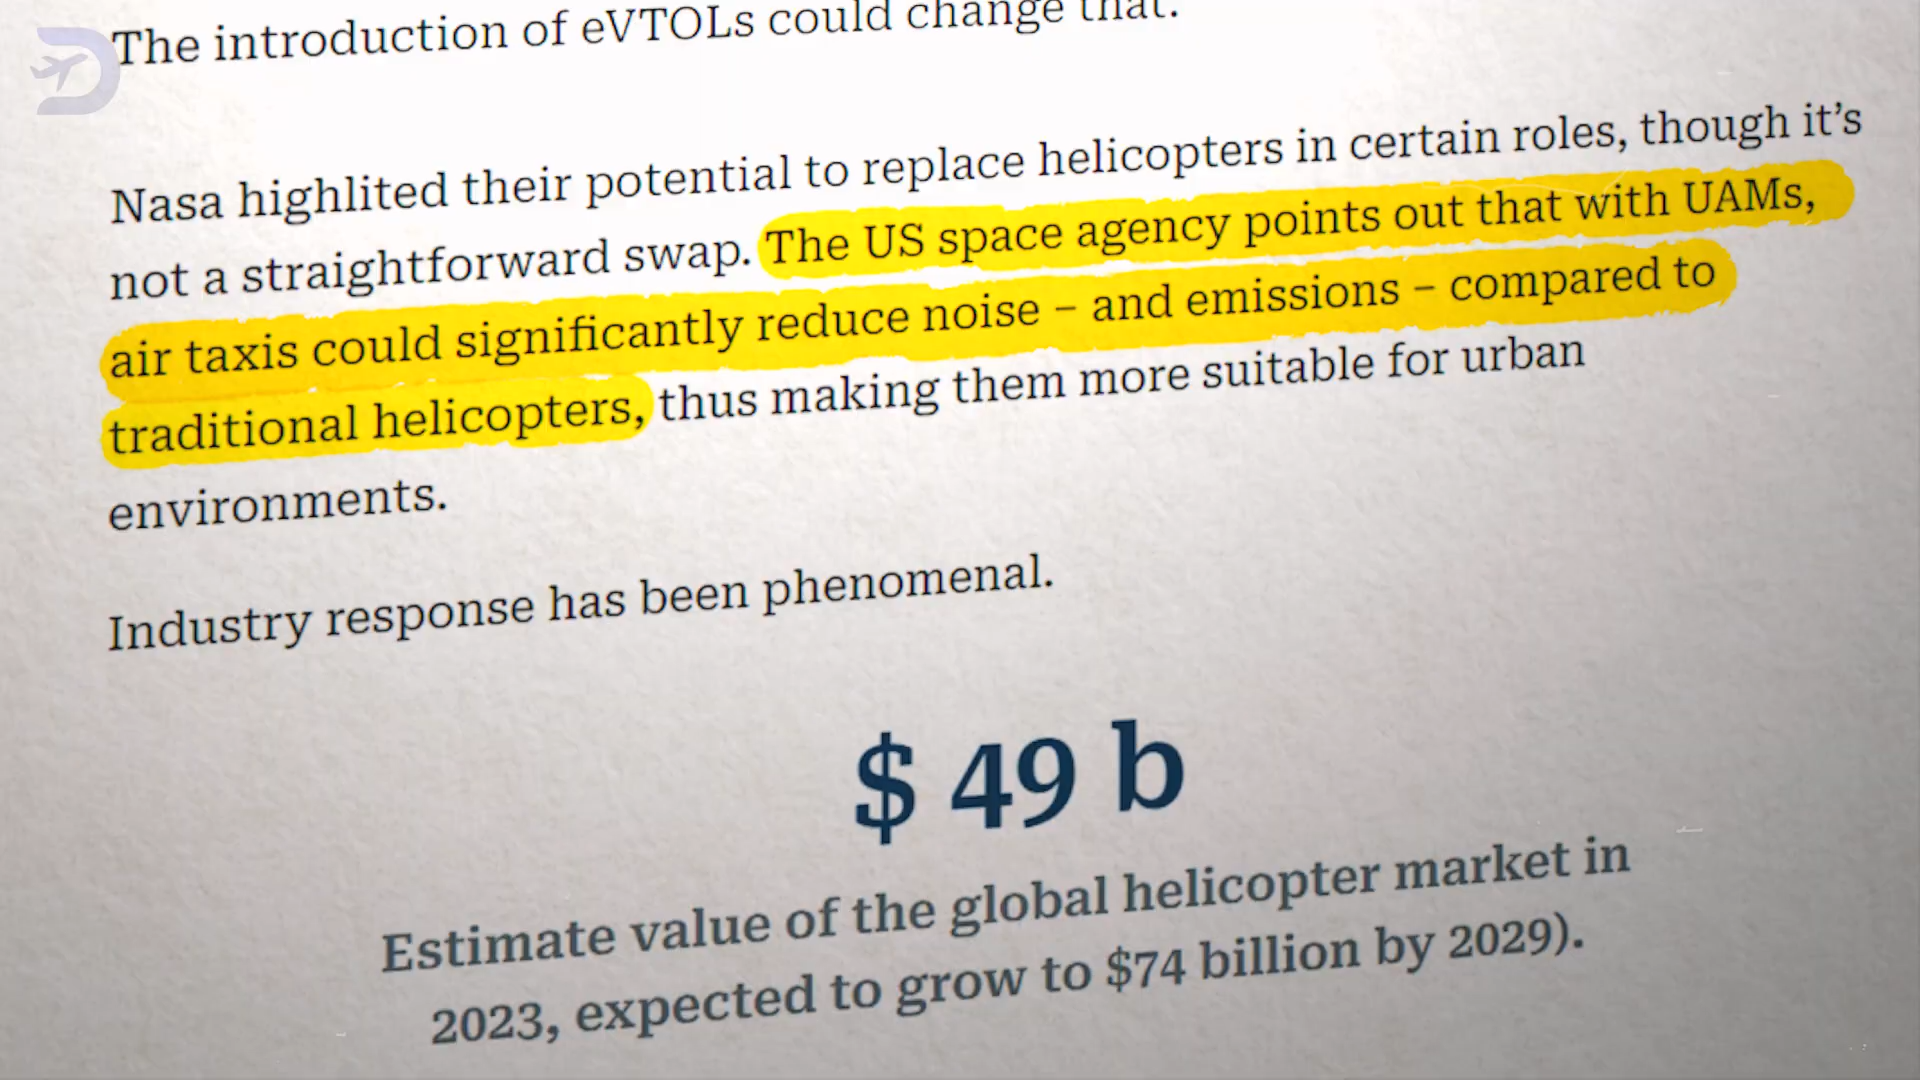 The introduction of eVTOLs could change that.
Nasa highlited their potential to replace helicopters in certain roles, though it’s
not a straightforward swap. The US space agency points out that with UAMs,
air taxis could significantly reduce noise – and emissions – compared to
traditional helicopters, thus making them more suitable for urban
environments.
Industry response has been phenomenal.
$ 49 b
Estimate value of the global helicopter market in
2023, expected to grow to $74 billion by 2029).